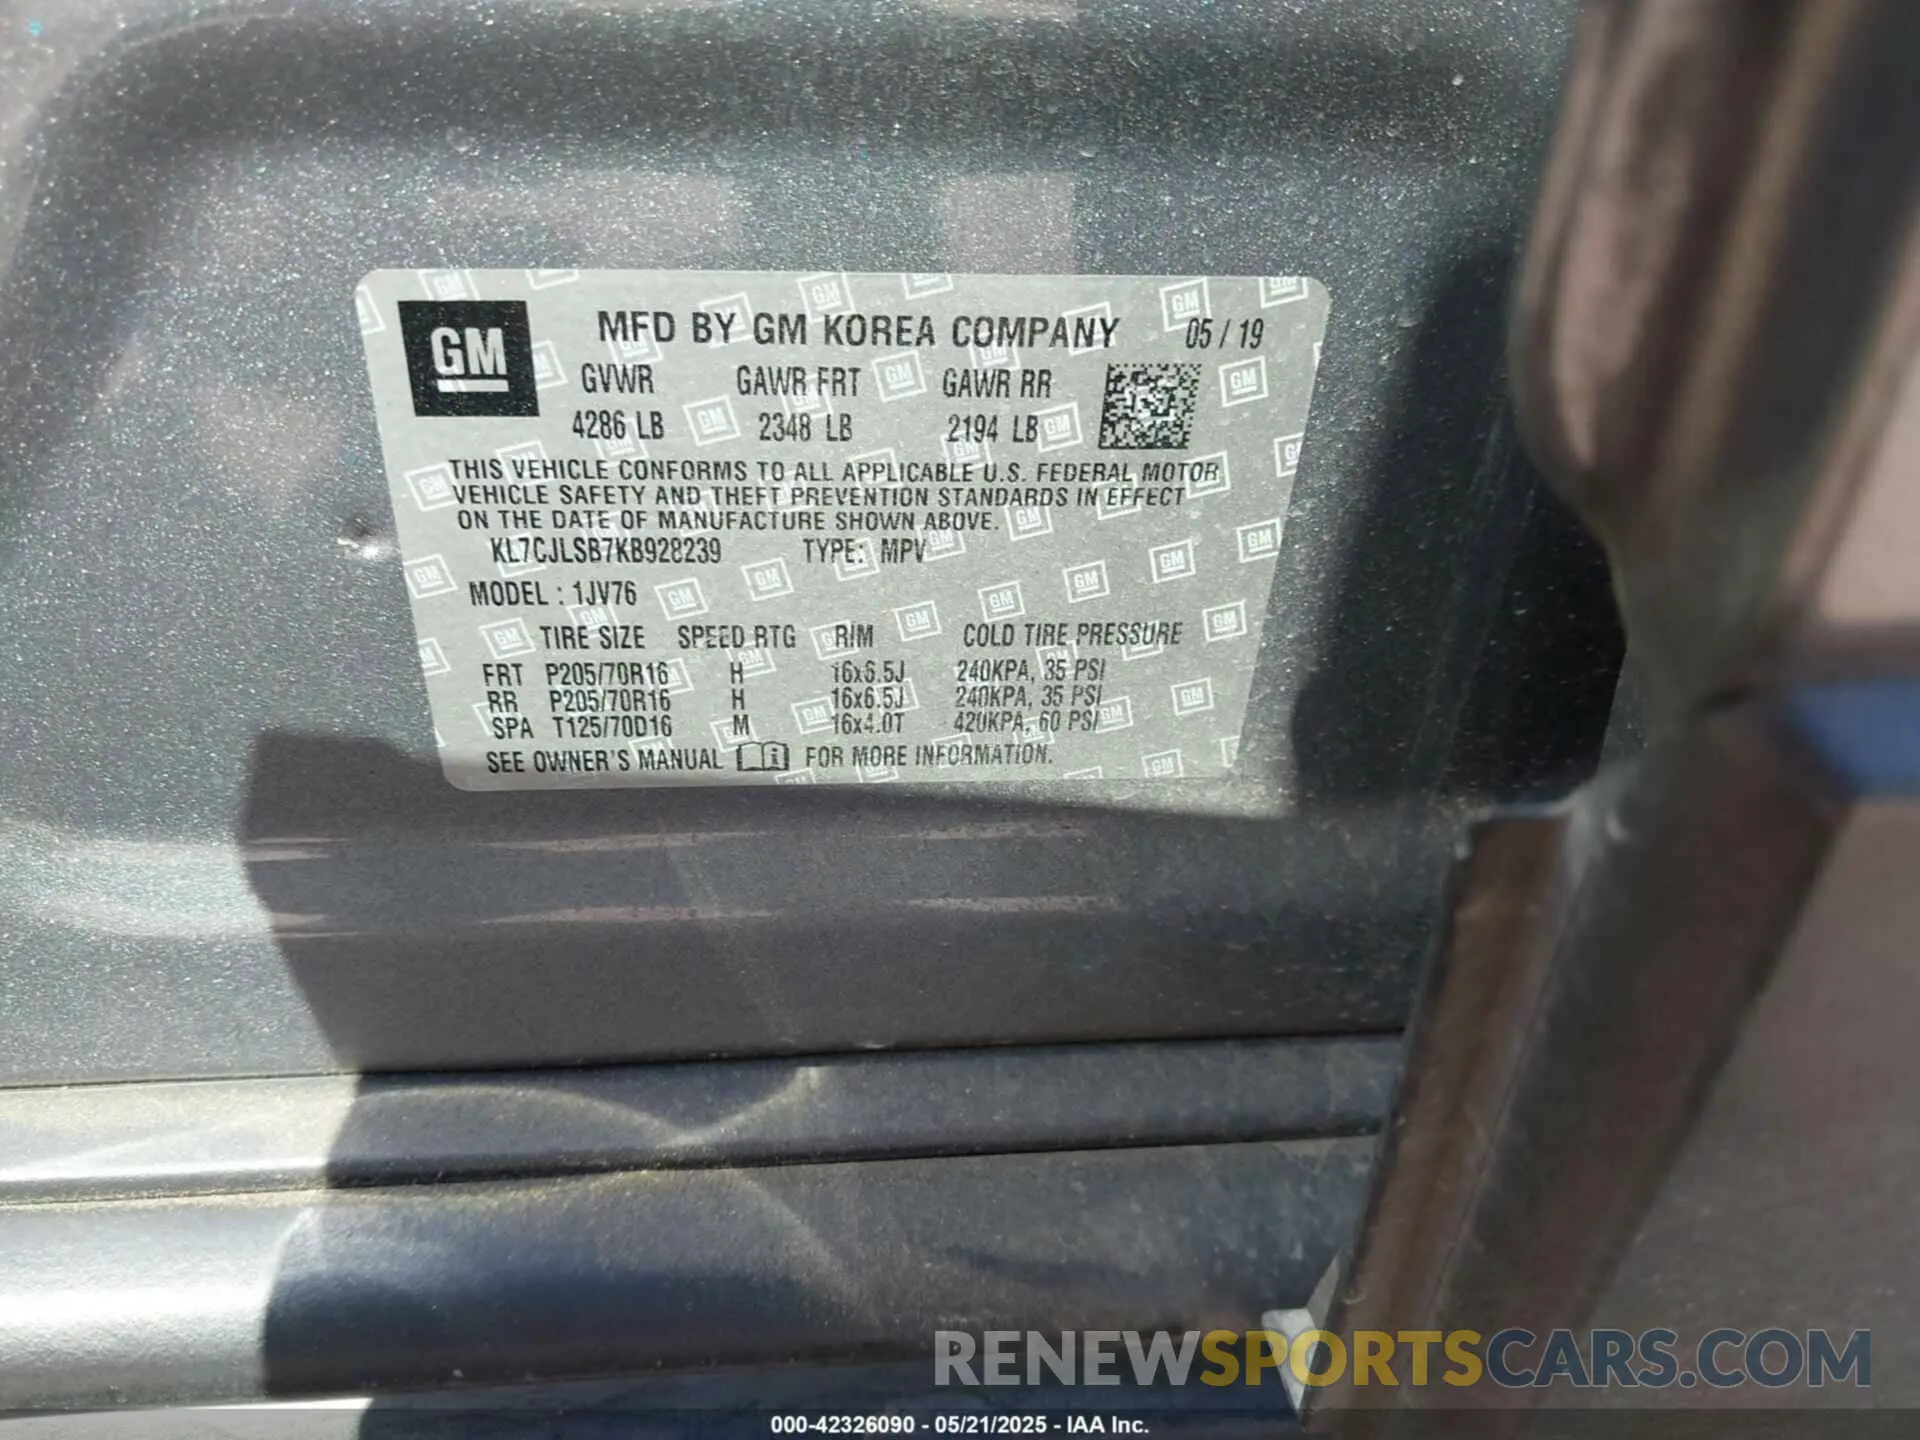 GM
MFD BY GM KOREA COMPANY 05 / 19
GVWR GAWR FRT GAWR RR
4286 LB 2348 LB 2194 LB
THIS VEHICLE CONFORMS TO ALL APPLICABLE U.S. FEDERAL MOTOR
VEHICLE SAFETY AND THEFT PREVENTION STANDARDS IN EFFECT
ON THE DATE OF MANUFACTURE SHOWN ABOVE.
KL7CJLSB7KB928239 TYPE: MPV
MODEL : 1JV76
TIRE SIZE SPEED RTG RIM COLD TIRE PRESSURE
FRT P205/70R16 H 16x6.5J 240KPA, 35 PSI
RR P205/70R16 H 16x6.5J 240KPA, 35 PSI
SPA T125/70D16 M 16x4.0T 420KPA, 60 PSI
SEE OWNER'S MANUAL FOR MORE INFORMATION.
RENEWSPORTSCARS.COM
000-42326090 - 05/21/2025 - IAA Inc.